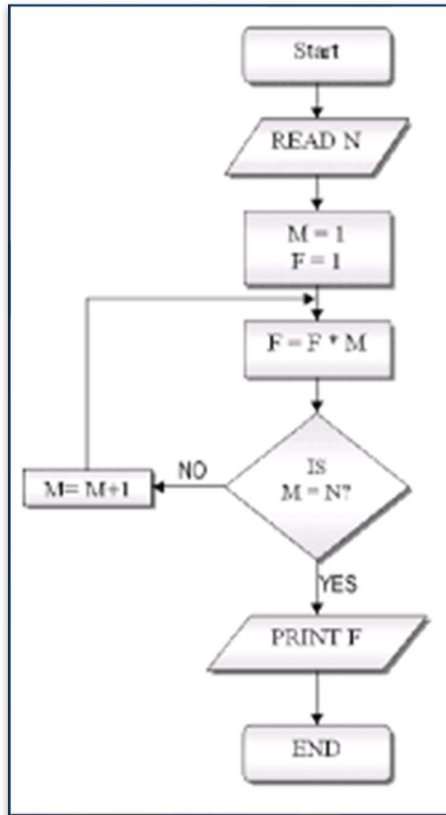 Start
READ N
M = 1
F = 1
F = F * M
IS
M = N?
NO
M= M+1
YES
PRINT F
END